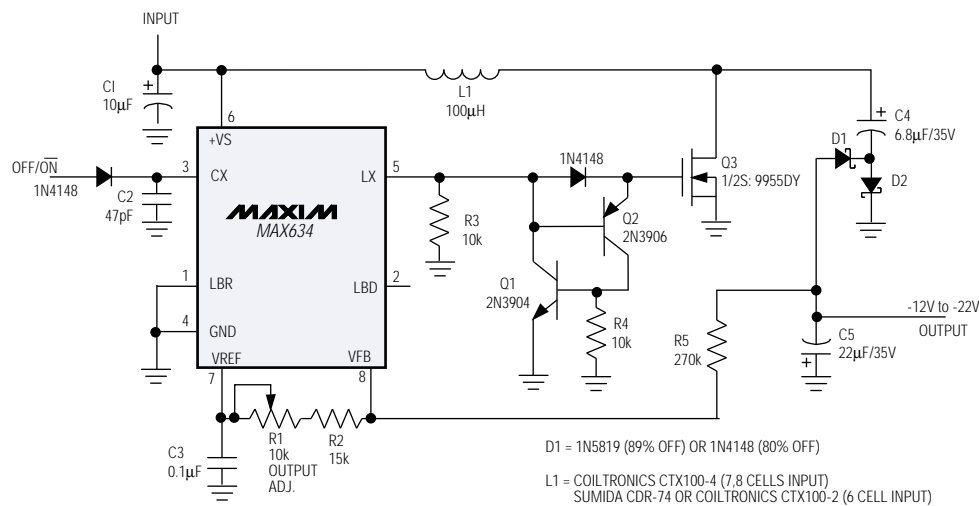 INPUT
C1
10µF
L1
100µH
C4
6.8µF/35V
6
+VS
OFF/O̅N̅
1N4148
3
CX
C2
47pF
MAXIM
MAX634
LX
5
1N4148
R3
10k
Q3
1/2S: 9955DY
D1
D2
Q2
2N3906
Q1
2N3904
1
LBR
LBD
2
4
GND
R4
10k
R5
270k
-12V to -22V
OUTPUT
C5
22µF/35V
VREF
7
VFB
8
C3
0.1µF
R1
10k
OUTPUT
ADJ.
R2
15k
D1 = 1N5819 (89% OFF) OR 1N4148 (80% OFF)
L1 = COILTRONICS CTX100-4 (7,8 CELLS INPUT)
SUMIDA CDR-74 OR COILTRONICS CTX100-2 (6 CELL INPUT)